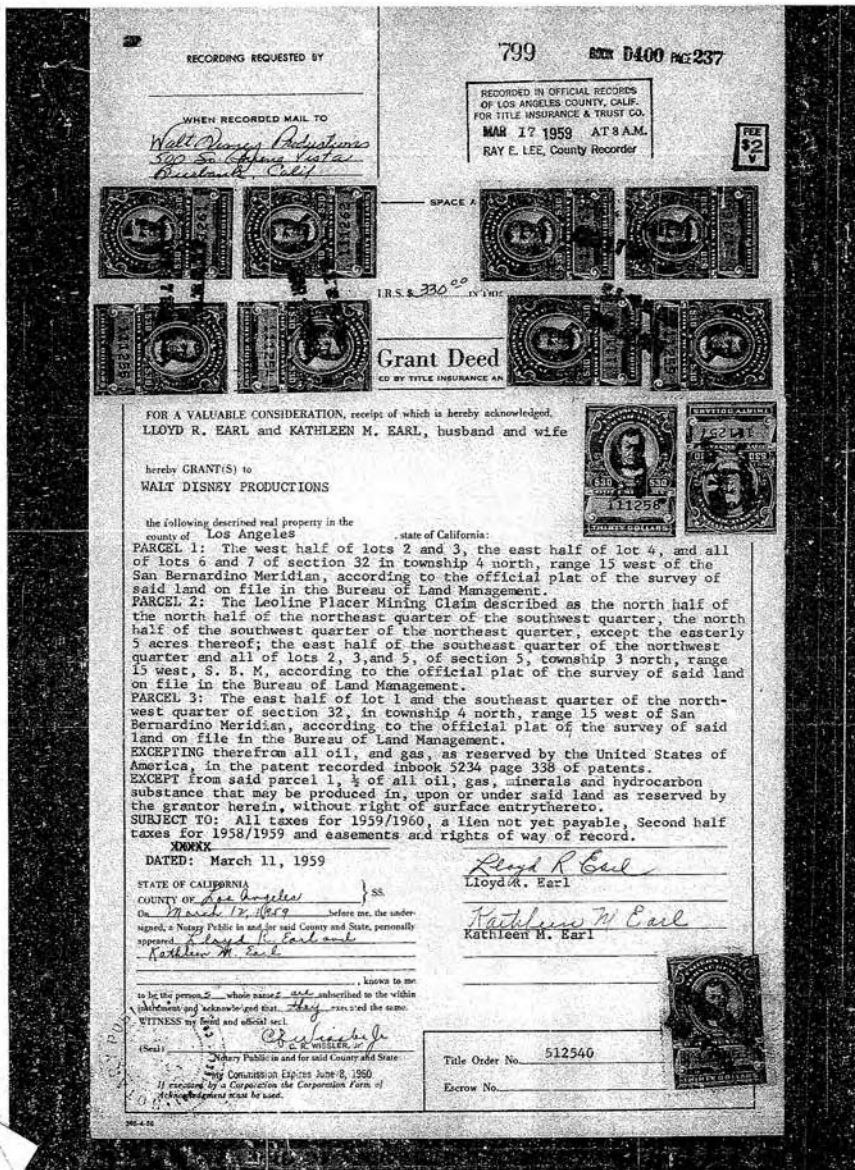 RECORDING REQUESTED BY
799
BOOK D400 PAGE 237
RECORDED IN OFFICIAL RECORDS
OF LOS ANGELES COUNTY, CALIF.
FOR TITLE INSURANCE & TRUST CO.
MAR 17 1959 AT 8 A.M.
RAY E. LEE, County Recorder
FEE
$2
V
WHEN RECORDED MAIL TO
Walt Disney Productions
500 So. Buena Vista
Burbank, Calif
SPACE A
I.R.S. $ 330.00 IN THIS
Grant Deed
ED BY TITLE INSURANCE AN
FOR A VALUABLE CONSIDERATION, receipt of which is hereby acknowledged,
LLOYD R. EARL and KATHLEEN M. EARL, husband and wife
hereby GRANT(S) to
WALT DISNEY PRODUCTIONS
$30 $30
111258
THIRTY DOLLARS
THIRTY DOLLARS
111257
the following described real property in the
county of Los Angeles , state of California:
PARCEL 1: The west half of lots 2 and 3, the east half of lot 4, and all
of lots 6 and 7 of section 32 in township 4 north, range 15 west of the
San Bernardino Meridian, according to the official plat of the survey of
said land on file in the Bureau of Land Management.
PARCEL 2: The Leoline Placer Mining Claim described as the north half of
the north half of the northeast quarter of the southwest quarter, the north
half of the southwest quarter of the northeast quarter, except the easterly
5 acres thereof; the east half of the southeast quarter of the northwest
quarter and all of lots 2, 3,and 5, of section 5, township 3 north, range
15 west, S. B. M, according to the official plat of the survey of said land
on file in the Bureau of Land Management.
PARCEL 3: The east half of lot 1 and the southeast quarter of the north-
west quarter of section 32, in township 4 north, range 15 west of San
Bernardino Meridian, according to the official plat of the survey of said
land on file in the Bureau of Land Management.
EXCEPTING therefrom all oil, and gas, as reserved by the United States of
America, in the patent recorded inbook 5234 page 338 of patents.
EXCEPT from said parcel 1, ½ of all oil, gas, minerals and hydrocarbon
substance that may be produced in, upon or under said land as reserved by
the grantor herein, without right of surface entrythereto.
SUBJECT TO: All taxes for 1959/1960, a lien not yet payable, Second half
taxes for 1958/1959 and easements and rights of way of record.
XXXXX
DATED: March 11, 1959
Lloyd R Earl
Lloyd R. Earl
STATE OF CALIFORNIA
COUNTY OF Los Angeles } SS.
On March 12, 1959 before me, the under-
signed, a Notary Public in and for said County and State, personally
appeared Lloyd R. Earl and
Kathleen M. Earl
Kathleen M Earl
Kathleen M. Earl
, known to me
to be the persons whose names are subscribed to the within
instrument and acknowledged that they executed the same.
WITNESS my hand and official seal.
(Seal)
C. R. WISSLER, Jr.
Notary Public in and for said County and State
My Commission Expires June 8, 1960
If executed by a Corporation the Corporation Form of
Acknowledgment must be used.
Title Order No. 512540
Escrow No.
THIRTY DOLLARS